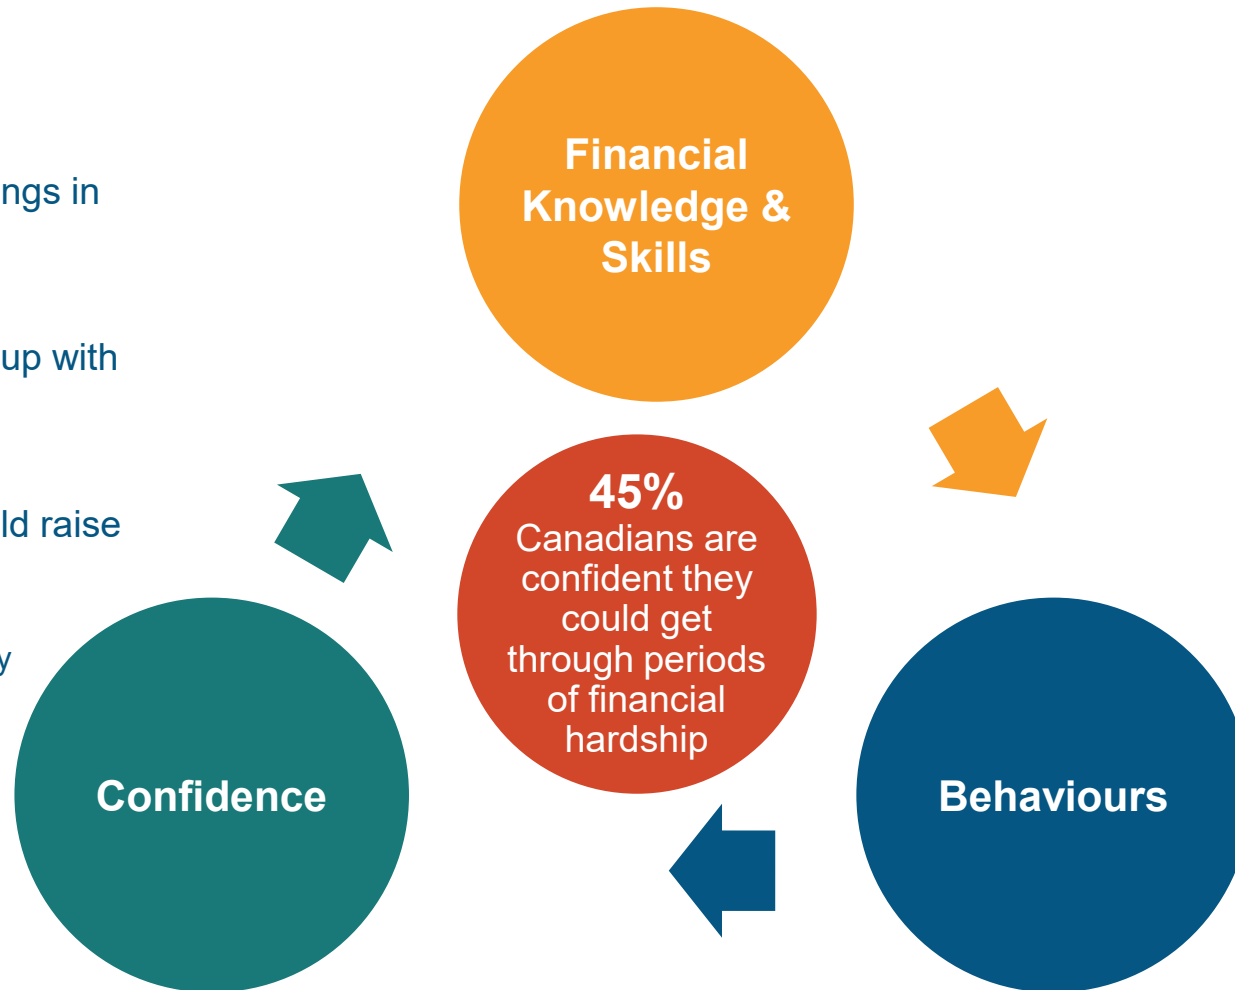 ngs in
up with
ld raise
y
Financial
Knowledge &
Skills
45%
Canadians are
confident they
could get
through periods
of financial
hardship
Confidence
Behaviours